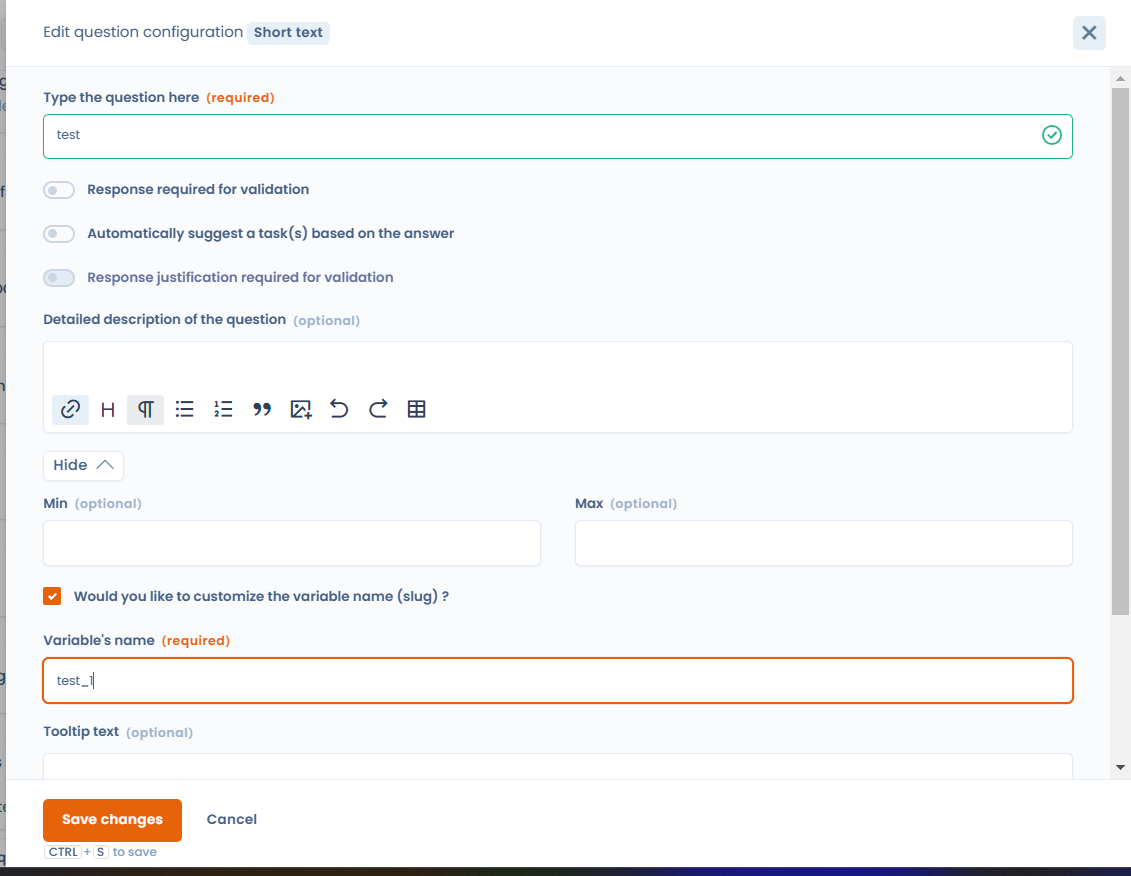 Edit question configuration Short text
Type the question here (required)
test
Response required for validation
Automatically suggest a task(s) based on the answer
Response justification required for validation
Detailed description of the question (optional)
H
Hide
Min (optional) Max (optional)
Would you like to customize the variable name (slug) ?
Variable's name (required)
test_1
Tooltip text (optional)
Save changes Cancel
CTRL + S to save